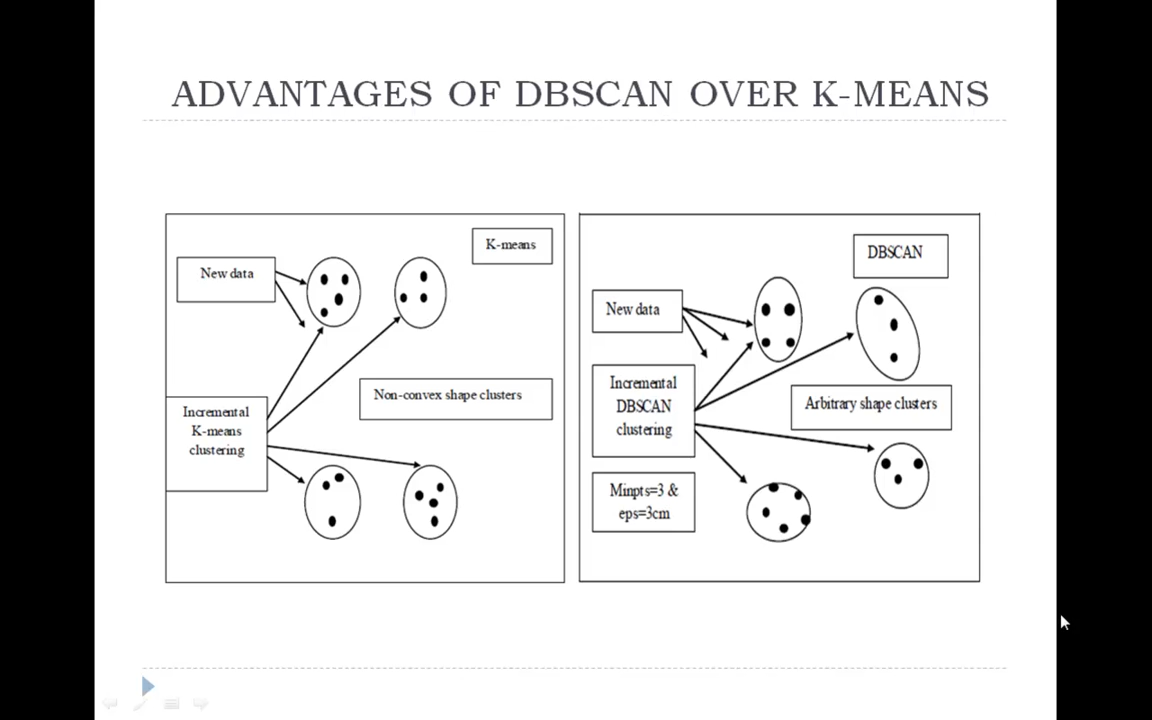 ADVANTAGES OF DBSCAN OVER K-MEANS
K-means
New data
Non-convex shape clusters
Incremental
K-means
clustering
DBSCAN
New data
Incremental
DBSCAN
clustering
Arbitrary shape clusters
Minpts=3 &
eps=3cm